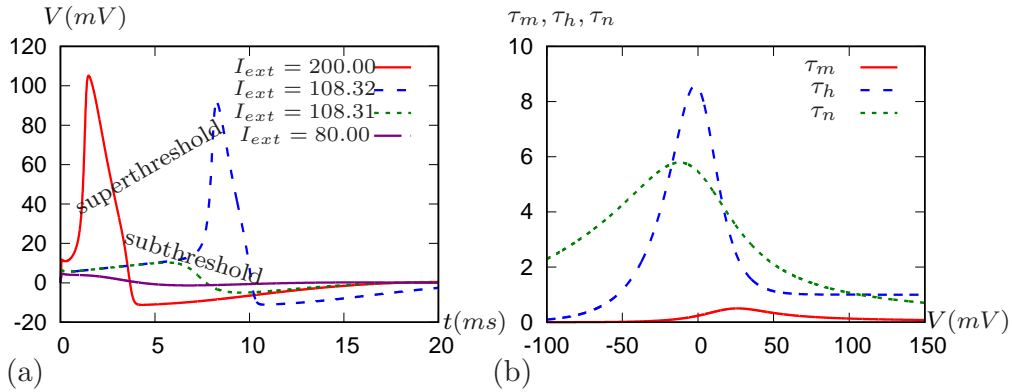 V(mV)
120
100
80
60
40
20
0
-20
0
5
10
15
20
t(ms)
I_ext = 200.00
I_ext = 108.32
I_ext = 108.31
I_ext = 80.00
superthreshold
subthreshold
(a)
τ_m, τ_h, τ_n
10
8
6
4
2
0
-100
-50
0
50
100
150
V(mV)
τ_m
τ_h
τ_n
(b)